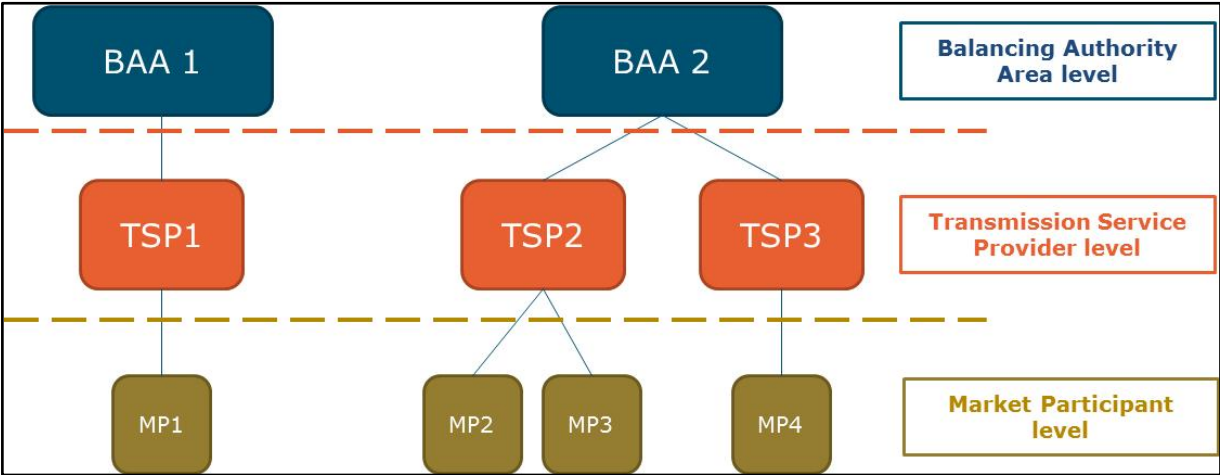 BAA 1
BAA 2
Balancing Authority
Area level
TSP1
TSP2
TSP3
Transmission Service
Provider level
MP1
MP2
MP3
MP4
Market Participant
level